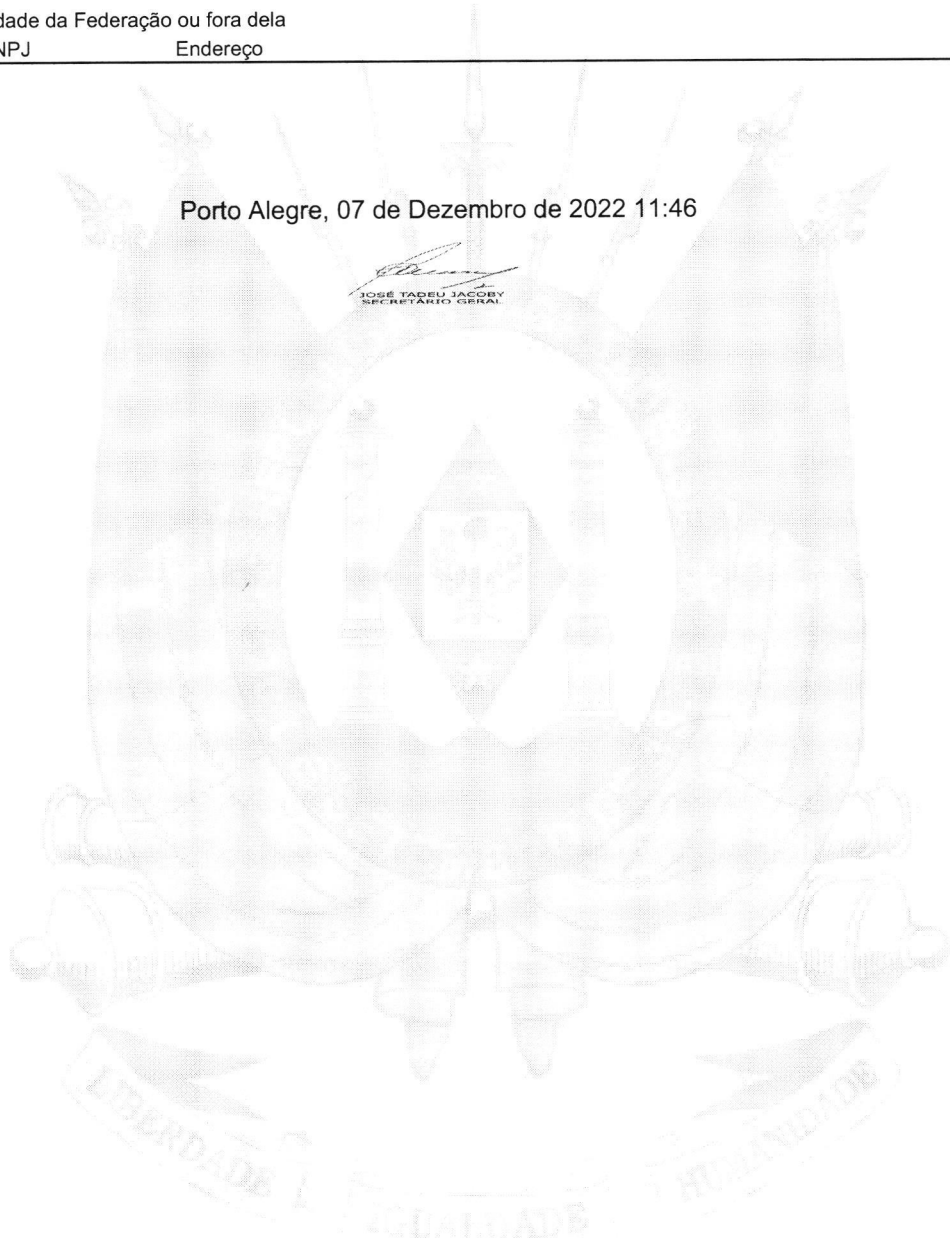 dade da Federação ou fora dela
NPJ Endereço
Porto Alegre, 07 de Dezembro de 2022 11:46
JOSÉ TADEU JACOBY
SECRETÁRIO GERAL
LIBERDADE IGUALDADE HUMANIDADE